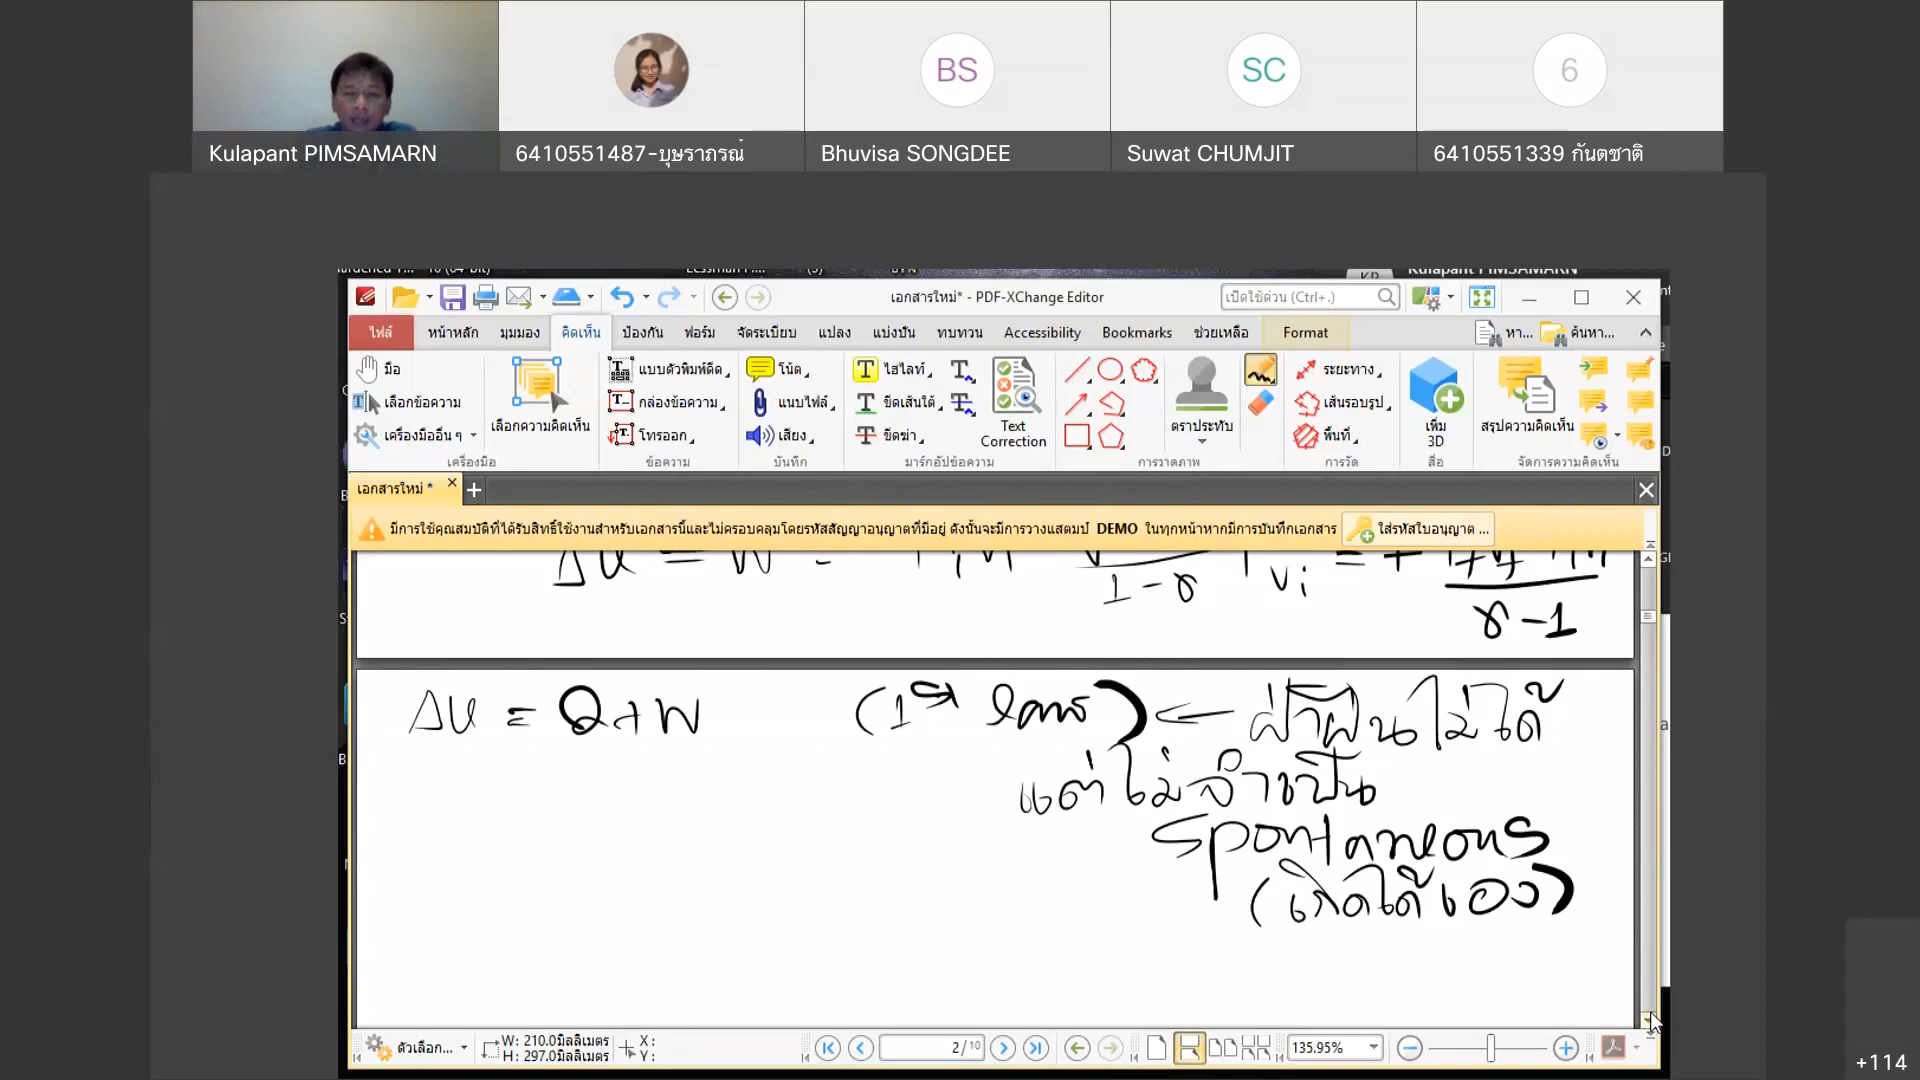 Kulapant PIMSAMARN
6410551487-บุษราภรณ์
BS
Bhuvisa SONGDEE
SC
Suwat CHUMJIT
6
6410551339 กันตชาติ
Kulapant PIMSAMARN
เอกสารใหม่* - PDF-XChange Editor
เปิดใช้ด่วน (Ctrl+.)
ไฟล์ หน้าหลัก มุมมอง คิดเห็น ป้องกัน ฟอร์ม จัดระเบียบ แปลง แบ่งปัน ทบทวน Accessibility Bookmarks ช่วยเหลือ Format หา... ค้นหา...
มือ
เลือกข้อความ
เครื่องมืออื่น ๆ
เครื่องมือ
เลือกความคิดเห็น
แบบตัวพิมพ์ดีด
กล่องข้อความ
โทรออก
ข้อความ
โน้ต
แนบไฟล์
เสียง
บันทึก
ไฮไลท์
ขีดเส้นใต้
ขีดฆ่า
มาร์กอัปข้อความ
Text
Correction
การวาดภาพ
ตราประทับ
ระยะทาง
เส้นรอบรูป
พื้นที่
การวัด
เพิ่ม
3D
สื่อ
สรุปความคิดเห็น
จัดการความคิดเห็น
เอกสารใหม่ *
มีการใช้คุณสมบัติที่ได้รับสิทธิ์ใช้งานสำหรับเอกสารนี้และไม่ครอบคลุมโดยรหัสสัญญาอนุญาตที่มีอยู่ ดังนั้นจะมีการวางแสตมป์ DEMO ในทุกหน้าหากมีการบันทึกเอกสาร
ใส่รหัสใบอนุญาต ...
ΔU = W
1-γ
Vi
γ-1
ΔU = Q+W (1st law) ← ฝ่าฝืนไม่ได้
แต่ไม่จำเป็น
spontaneous
(เกิดได้เอง)
ตัวเลือก...
W: 210.0มิลลิเมตร
H: 297.0มิลลิเมตร
X:
Y:
2/10
135.95%
+114